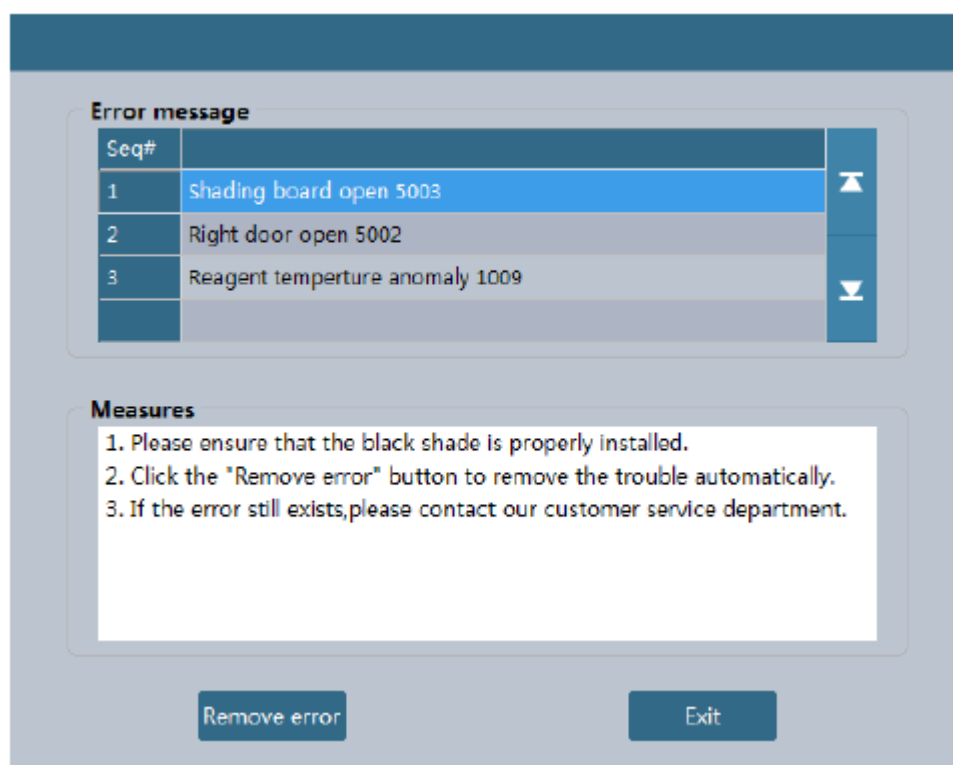 Error message
Seq#
1 Shading board open 5003
2 Right door open 5002
3 Reagent temperture anomaly 1009
Measures
1. Please ensure that the black shade is properly installed.
2. Click the "Remove error" button to remove the trouble automatically.
3. If the error still exists,please contact our customer service department.
Remove error Exit